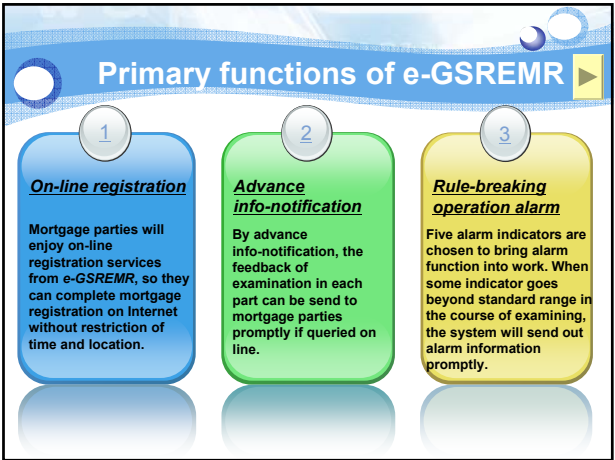 Primary functions of e-GSREMR
1
On-line registration
Mortgage parties will
enjoy on-line
registration services
from e-GSREMR, so they
can complete mortgage
registration on Internet
without restriction of
time and location.
2
Advance
info-notification
By advance
info-notification, the
feedback of
examination in each
part can be send to
mortgage parties
promptly if queried on
line.
3
Rule-breaking
operation alarm
Five alarm indicators are
chosen to bring alarm
function into work. When
some indicator goes
beyond standard range in
the course of examining,
the system will send out
alarm information
promptly.